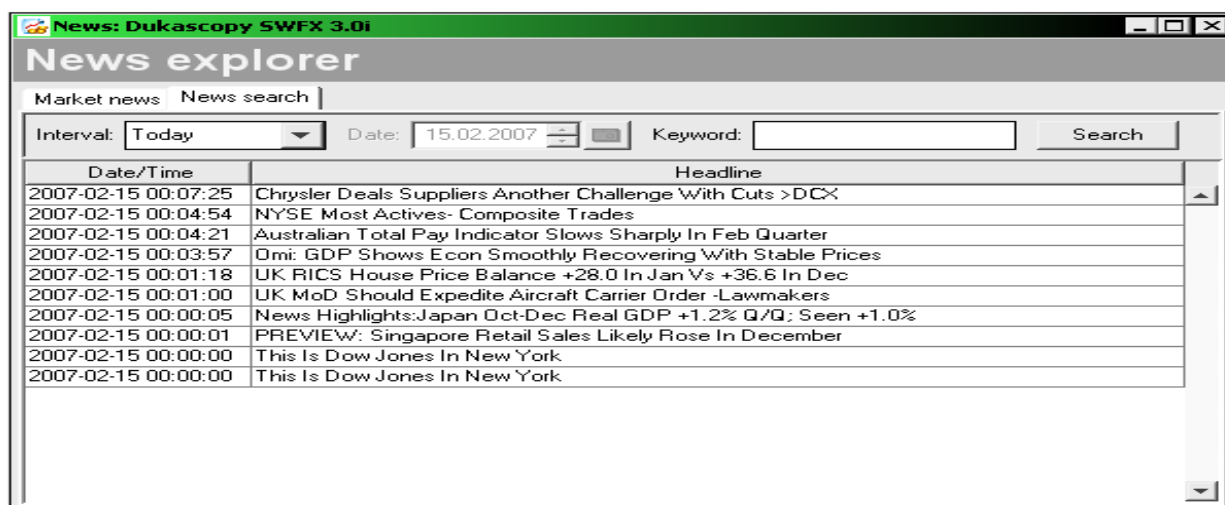 News: Dukascopy SWFX 3.0i
News explorer
Market news News search
Interval: Today Date: 15.02.2007 Keyword: Search
Date/Time Headline
2007-02-15 00:07:25 Chrysler Deals Suppliers Another Challenge With Cuts >DCX
2007-02-15 00:04:54 NYSE Most Actives- Composite Trades
2007-02-15 00:04:21 Australian Total Pay Indicator Slows Sharply In Feb Quarter
2007-02-15 00:03:57 Omi: GDP Shows Econ Smoothly Recovering With Stable Prices
2007-02-15 00:01:18 UK RICS House Price Balance +28.0 In Jan Vs +36.6 In Dec
2007-02-15 00:01:00 UK MoD Should Expedite Aircraft Carrier Order -Lawmakers
2007-02-15 00:00:05 News Highlights:Japan Oct-Dec Real GDP +1.2% Q/Q; Seen +1.0%
2007-02-15 00:00:01 PREVIEW: Singapore Retail Sales Likely Rose In December
2007-02-15 00:00:00 This Is Dow Jones In New York
2007-02-15 00:00:00 This Is Dow Jones In New York